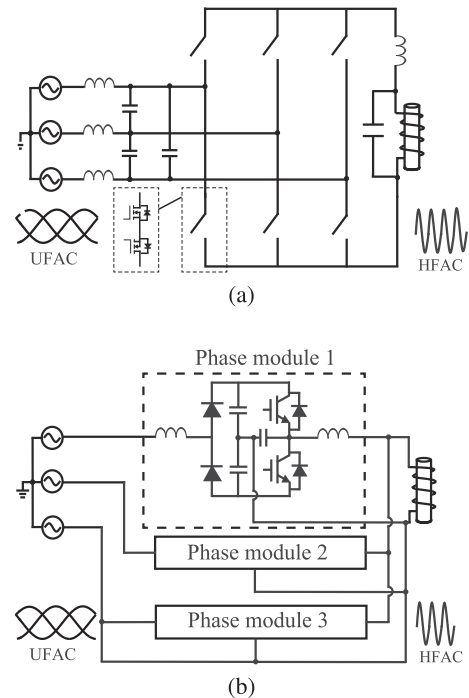 UFAC
HFAC
(a)
Phase module 1
Phase module 2
Phase module 3
UFAC
HFAC
(b)